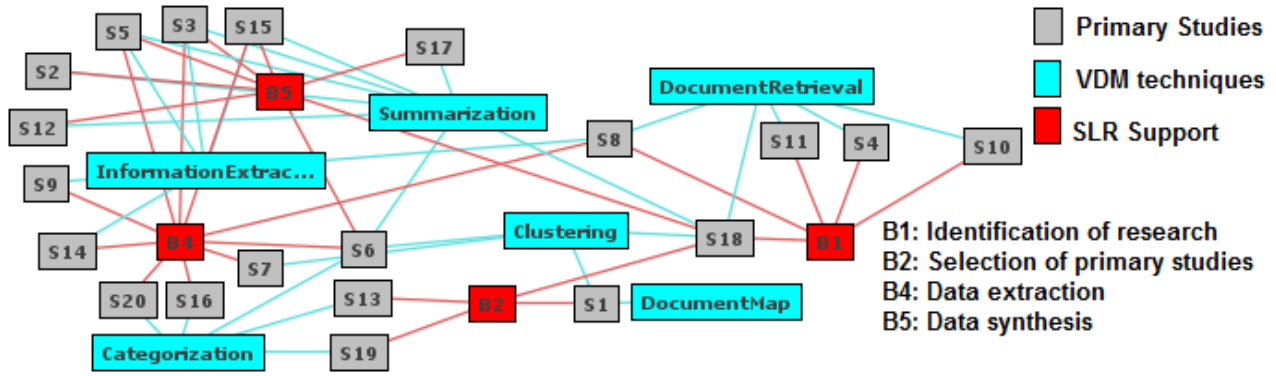 S5
S3
S15
S17
S2
B5
S12
Summarization
DocumentRetrieval
S8
S11
S4
S10
InformationExtrac...
S9
S14
B4
S6
S7
Clustering
S18
B1
S20
S16
S13
B2
S1
DocumentMap
Categorization
S19
Primary Studies
VDM techniques
SLR Support
B1: Identification of research
B2: Selection of primary studies
B4: Data extraction
B5: Data synthesis